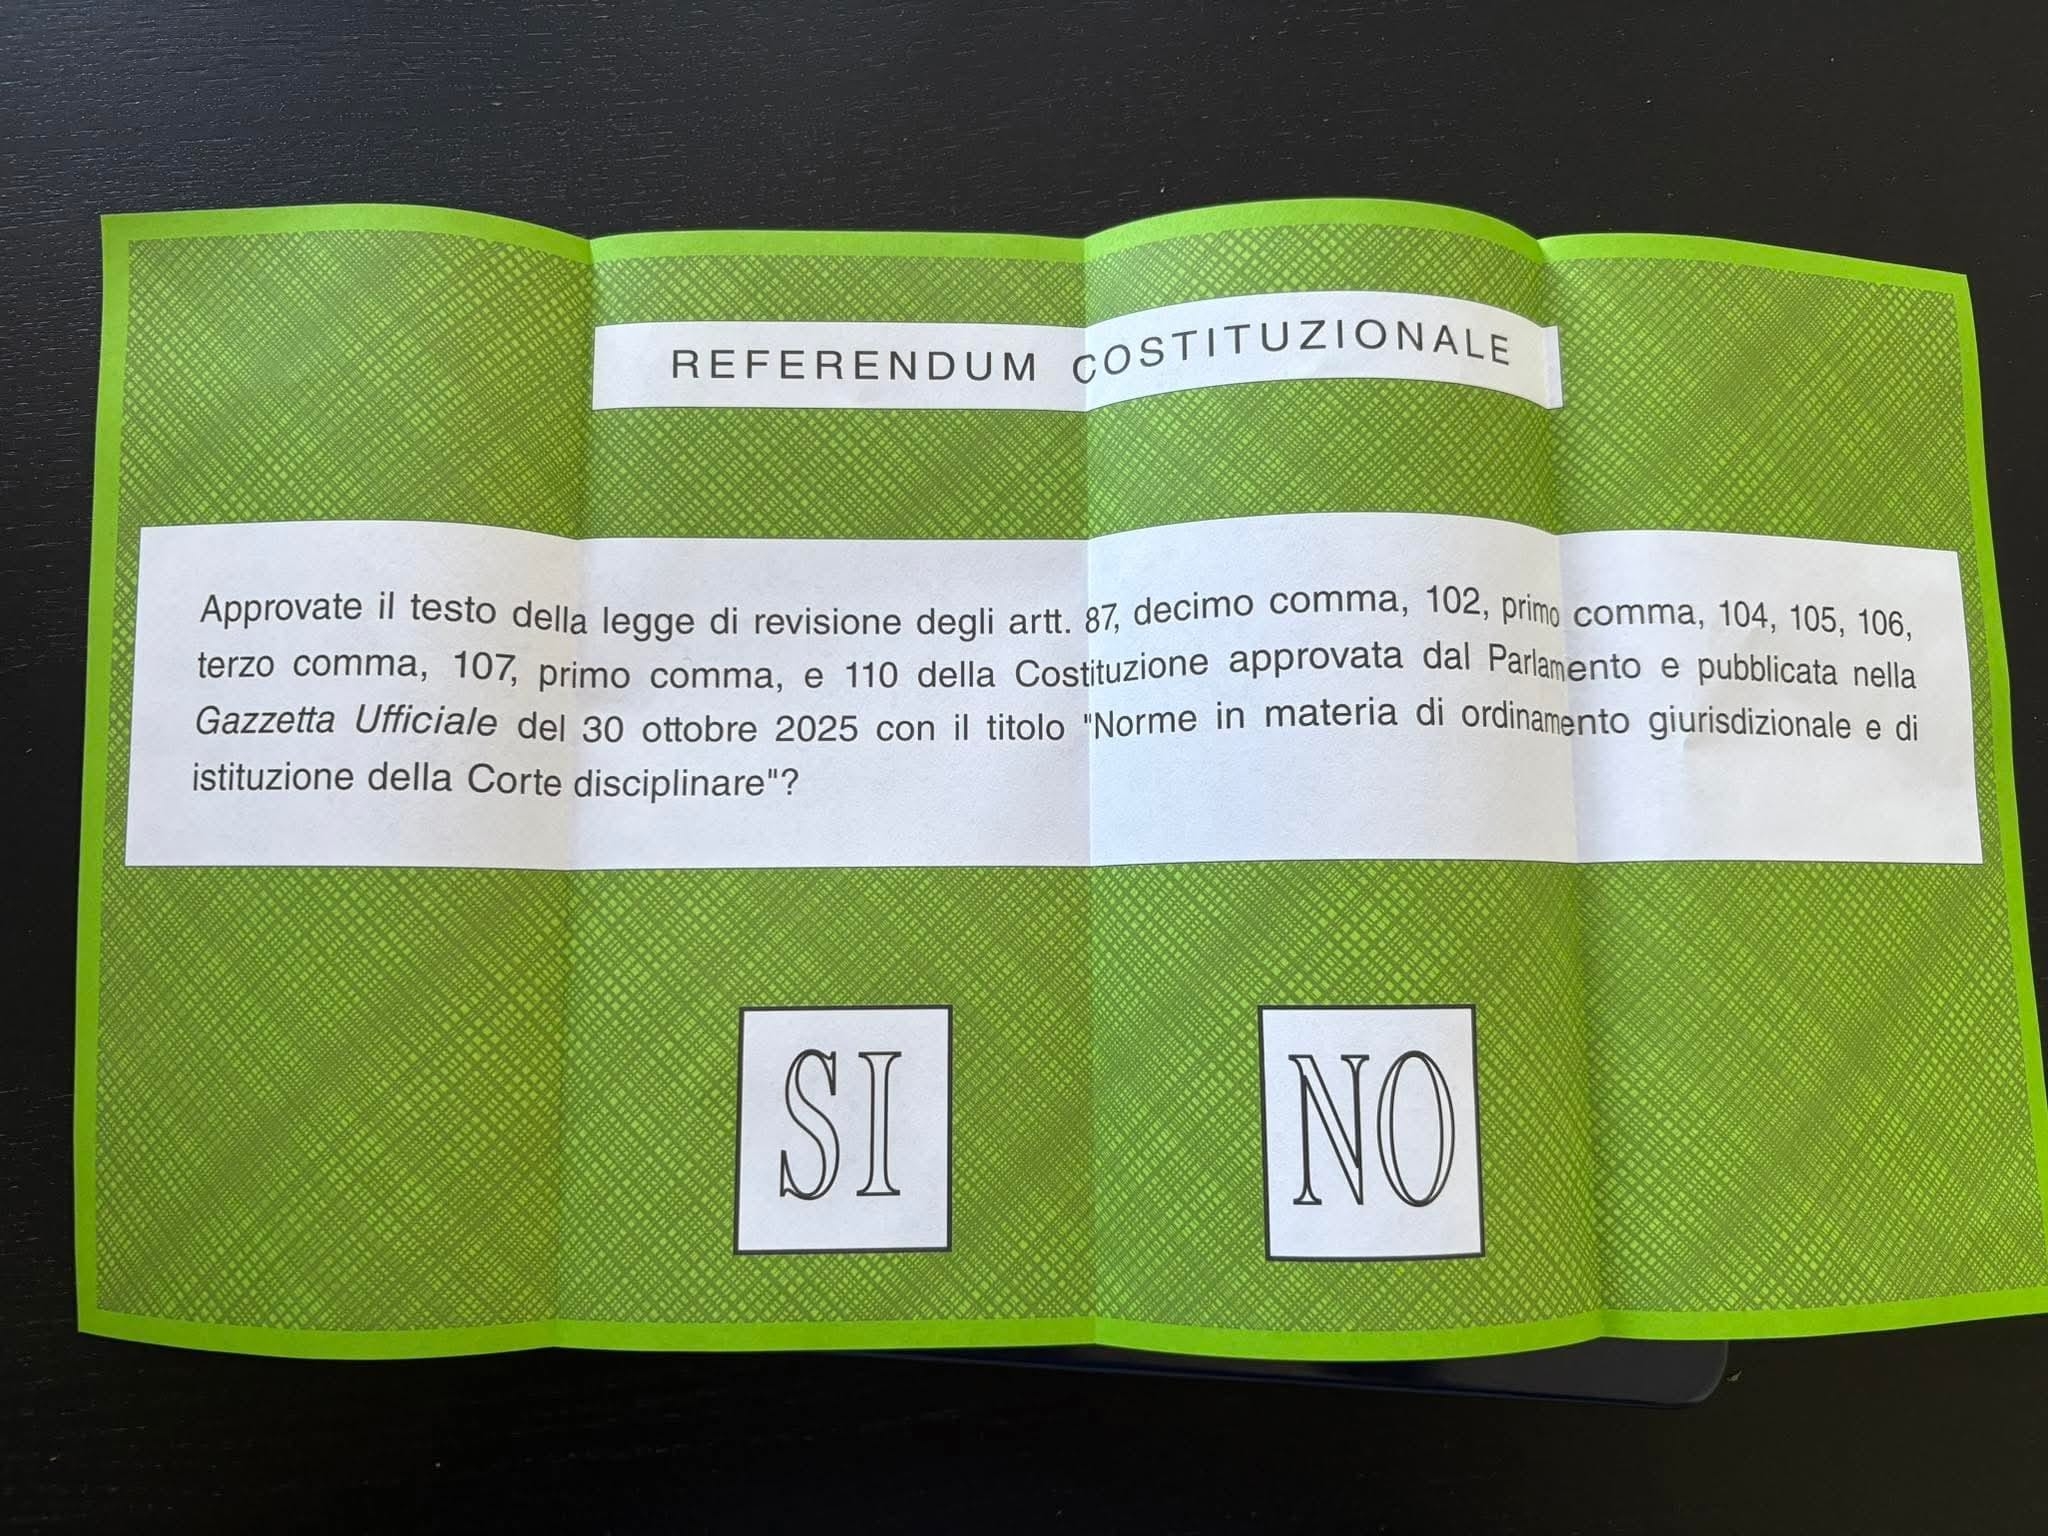 REFERENDUM COSTITUZIONALE
Approvate il testo della legge di revisione degli artt. 87, decimo comma, 102, primo comma, 104, 105, 106,
terzo comma, 107, primo comma, e 110 della Costituzione approvata dal Parlamento e pubblicata nella
Gazzetta Ufficiale del 30 ottobre 2025 con il titolo "Norme in materia di ordinamento giurisdizionale e di
istituzione della Corte disciplinare"?
SI NO